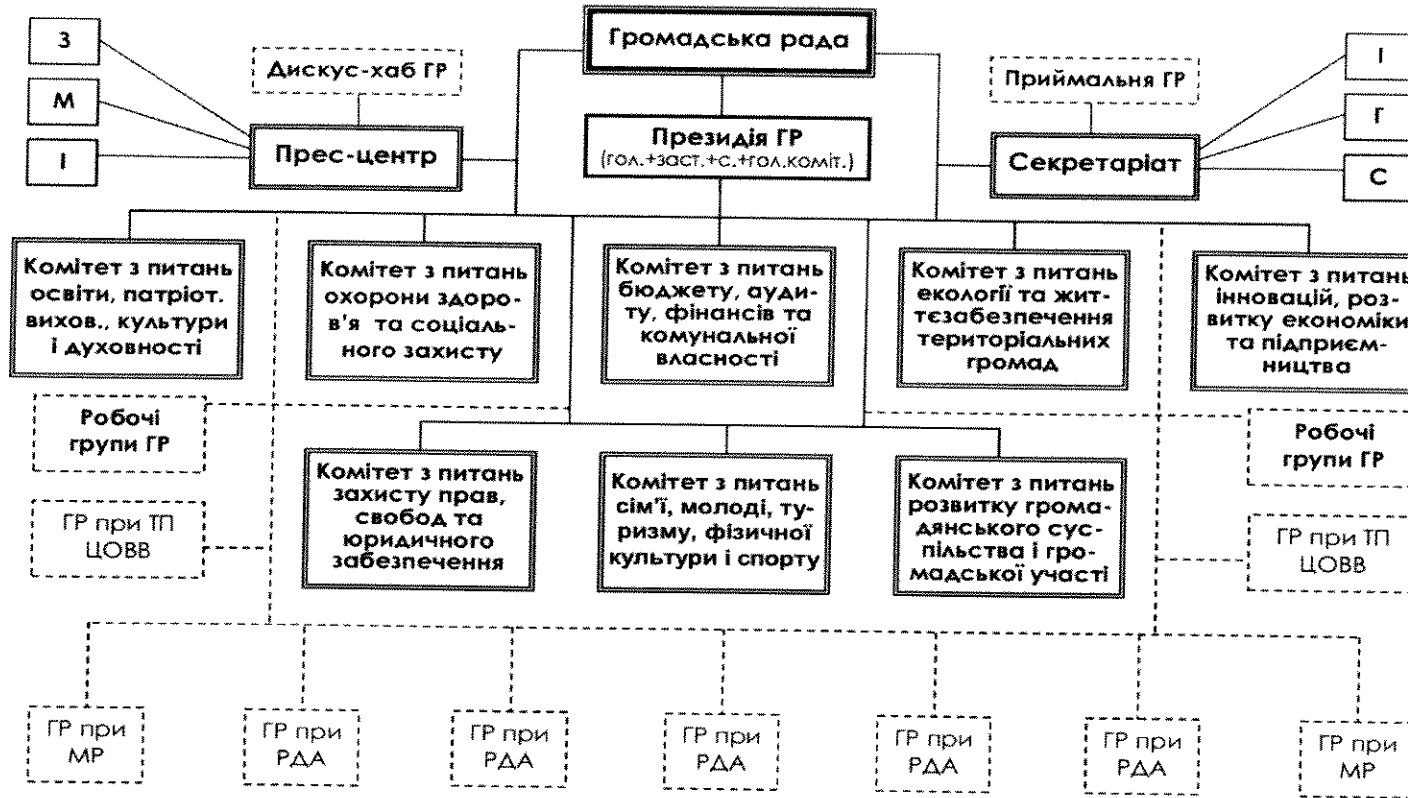 Громадська рада
З
М
І
Дискус-хаб ГР
Прес-центр
Президія ГР
(гол.+заст.+с.+гол.коміт.)
Приймальня ГР
Секретаріат
І
Г
С
Комітет з питань
освіти, патріот.
вихов., культури
і духовності
Комітет з питань
охорони здоро-
в'я та соціаль-
ного захисту
Комітет з питань
бюджету, ауди-
ту, фінансів та
комунальної
власності
Комітет з питань
екології та жит-
тєзабезпечення
територіальних
громад
Комітет з питань
інновацій, роз-
витку економіки
та підприєм-
ництва
Робочі
групи ГР
Робочі
групи ГР
Комітет з питань
захисту прав,
свобод та
юридичного
забезпечення
Комітет з питань
сім'ї, молоді, ту-
ризму, фізичної
культури і спорту
Комітет з питань
розвитку грома-
дянського сус-
пільства і гро-
мадської участі
ГР при ТП
ЦОВВ
ГР при ТП
ЦОВВ
ГР при
МР
ГР при
РДА
ГР при
РДА
ГР при
РДА
ГР при
РДА
ГР при
РДА
ГР при
МР